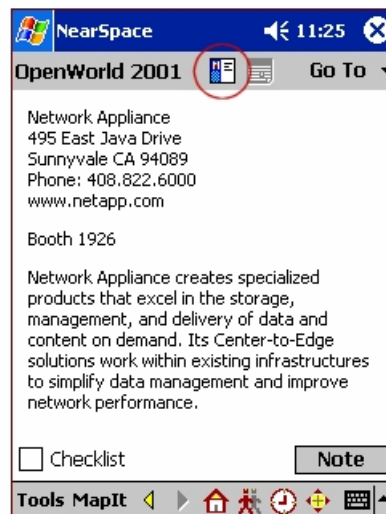 NearSpace 11:25
OpenWorld 2001 Go To
Network Appliance
495 East Java Drive
Sunnyvale CA 94089
Phone: 408.822.6000
www.netapp.com
Booth 1926
Network Appliance creates specialized
products that excel in the storage,
management, and delivery of data and
content on demand. Its Center-to-Edge
solutions work within existing infrastructures
to simplify data management and improve
network performance.
Checklist Note
Tools MapIt